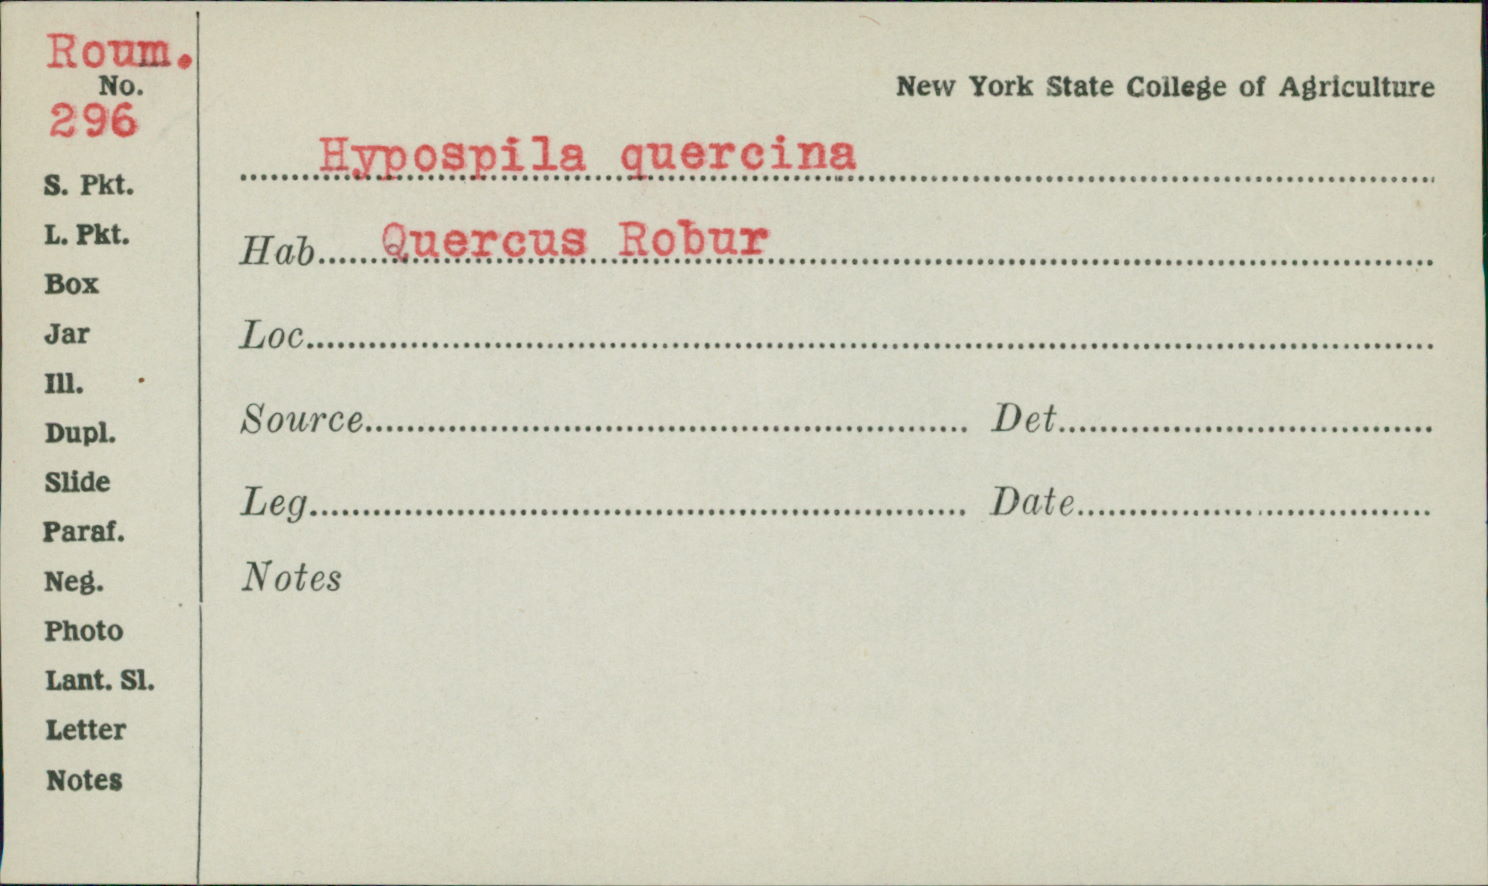 Roum.
No.
296
S. Pkt.
L. Pkt.
Box
Jar
Ill.
Dupl.
Slide
Paraf.
Neg.
Photo
Lant. Sl.
Letter
Notes
New York State College of Agriculture
Hypospila quercina
Hab. Quercus Robur
Loc.
Source Det.
Leg. Date
Notes